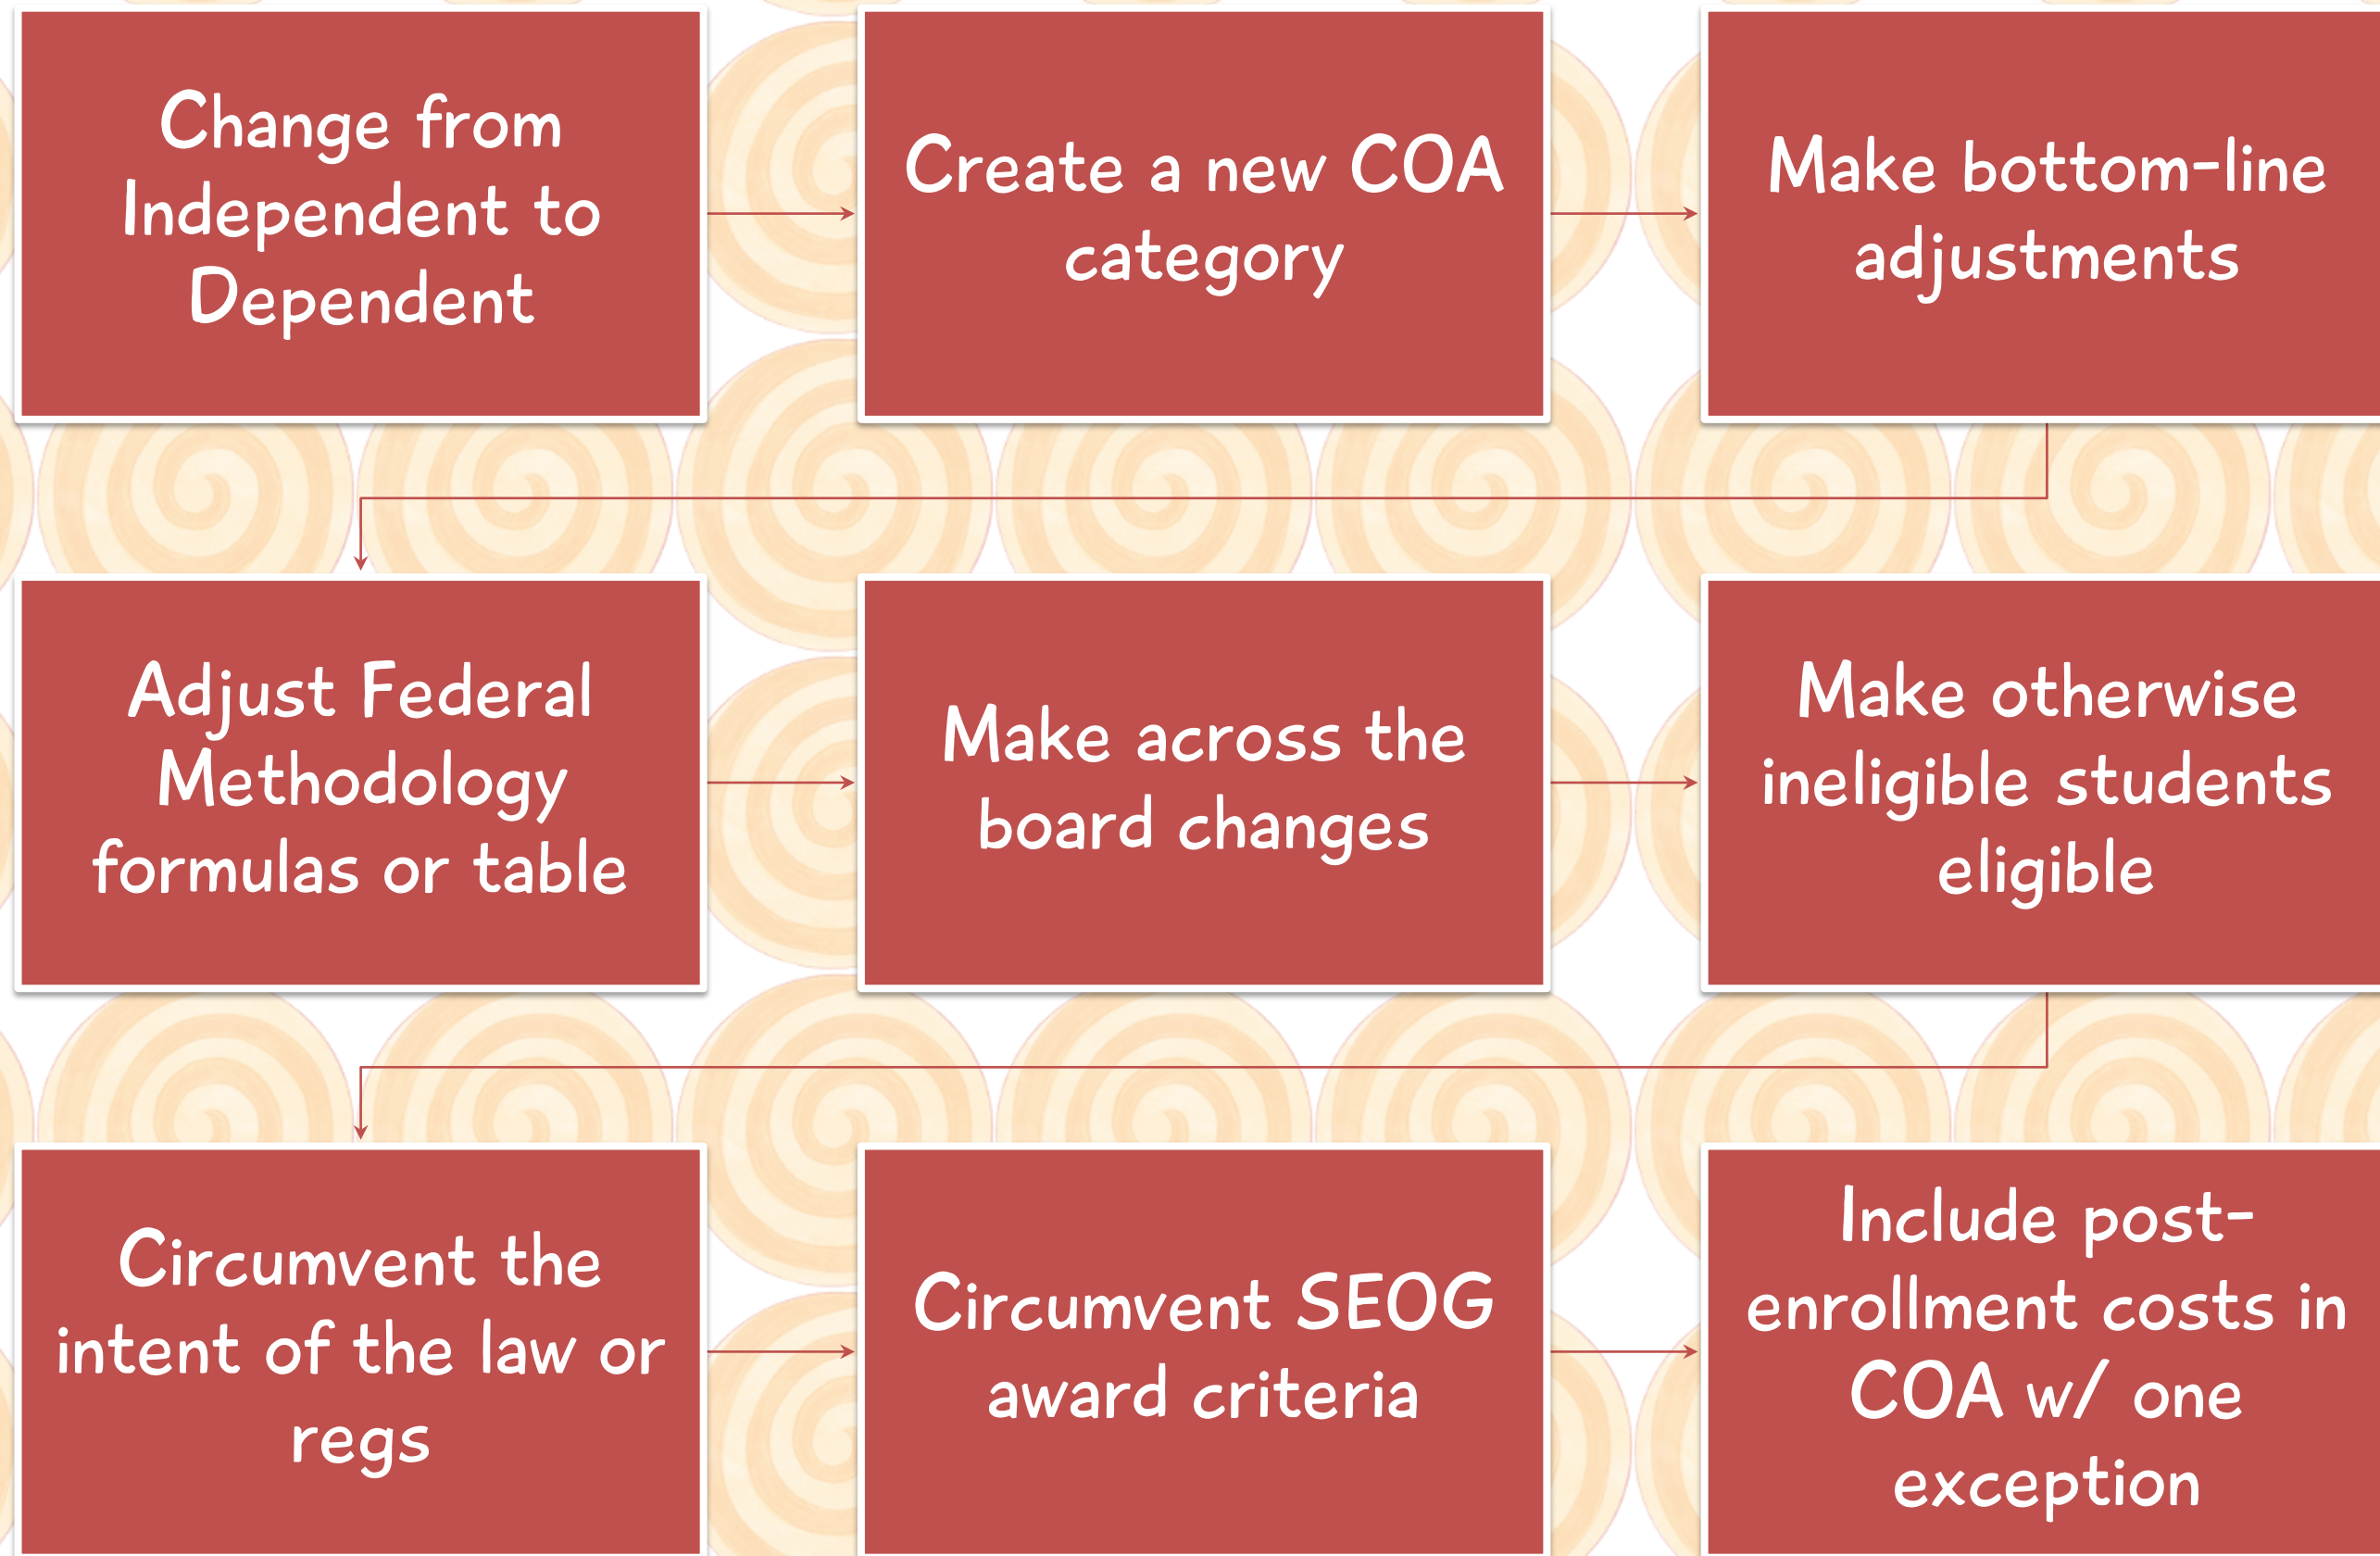 Change from
Independent to
Dependent
Create a new COA
category
Make bottom-line
adjustments
Adjust Federal
Methodology
formulas or table
Make across the
board changes
Make otherwise
ineligible students
eligible
Circumvent the
intent of the law or
regs
Circumvent SEOG
award criteria
Include post-
enrollment costs in
COA w/ one
exception